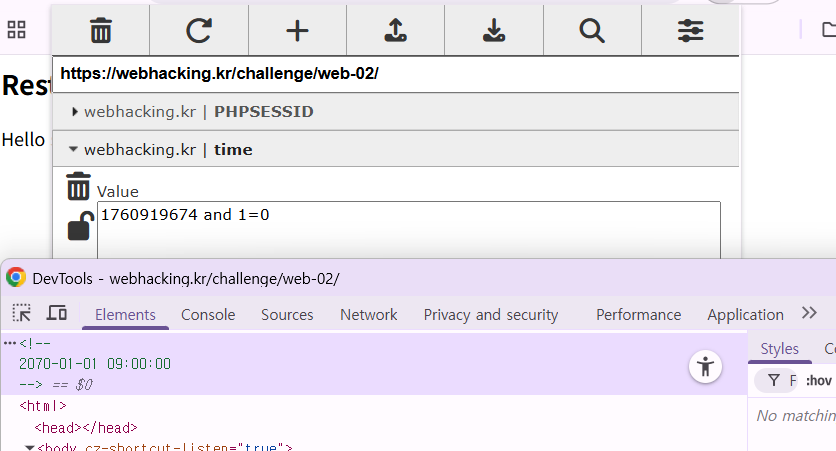 https://webhacking.kr/challenge/web-02/
Rest
webhacking.kr | PHPSESSID
Hello
webhacking.kr | time
Value
1760919674 and 1=0
DevTools - webhacking.kr/challenge/web-02/
Elements Console Sources Network Privacy and security Performance Application
<!--
2070-01-01 09:00:00
--> == $0
<html>
<head></head>
<body cz-shortcut-listen="true">
Styles C
F :hov
No matchin